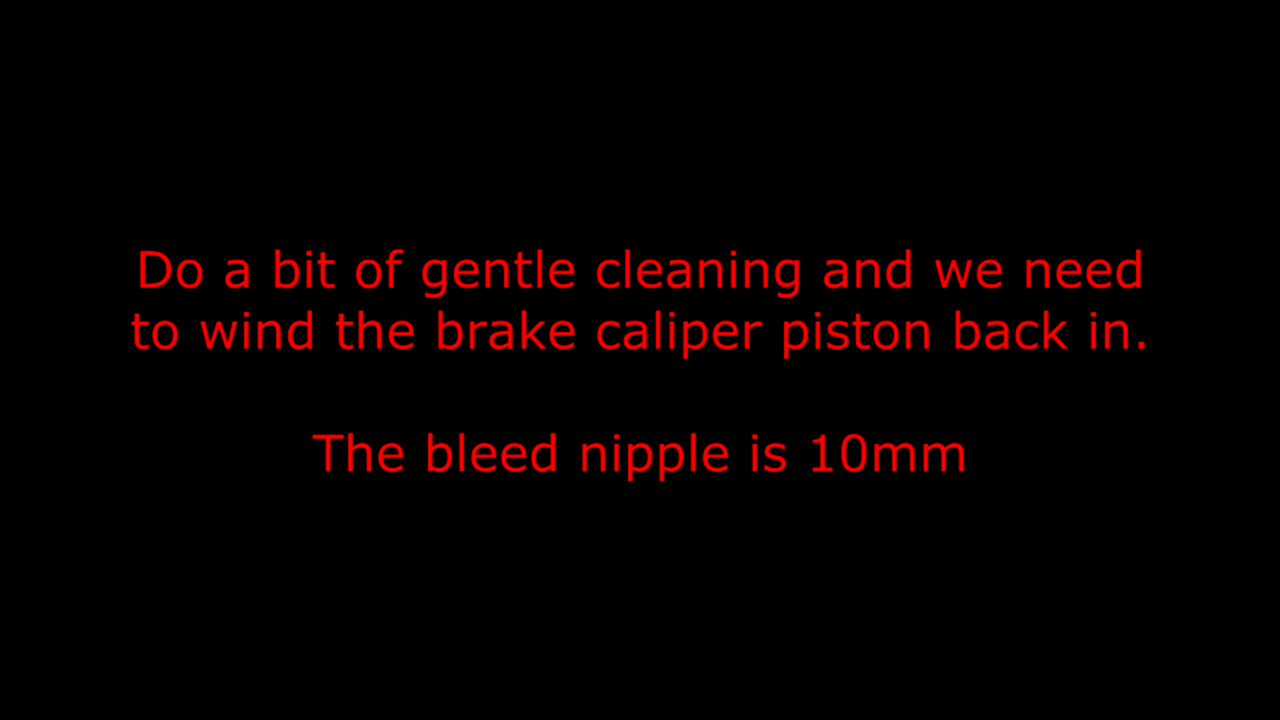 Do a bit of gentle cleaning and we need
to wind the brake caliper piston back in.
The bleed nipple is 10mm